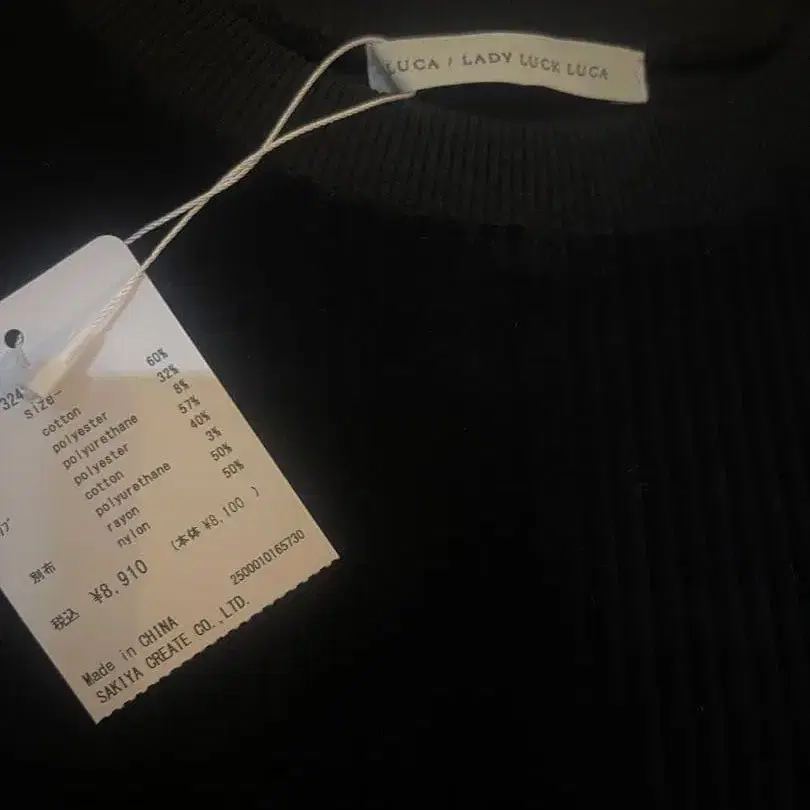 LUCA / LADY LUCK LUCA
324
size-
cotton 60%
polyester 32%
polyurethane 8%
polyester 57%
cotton 40%
polyurethane 3%
rayon 50%
別布 nylon 50%
税込 ¥8,910 (本体 ¥8,100 )
2500010165730
Made in CHINA
SAKIYA CREATE CO.,LTD.